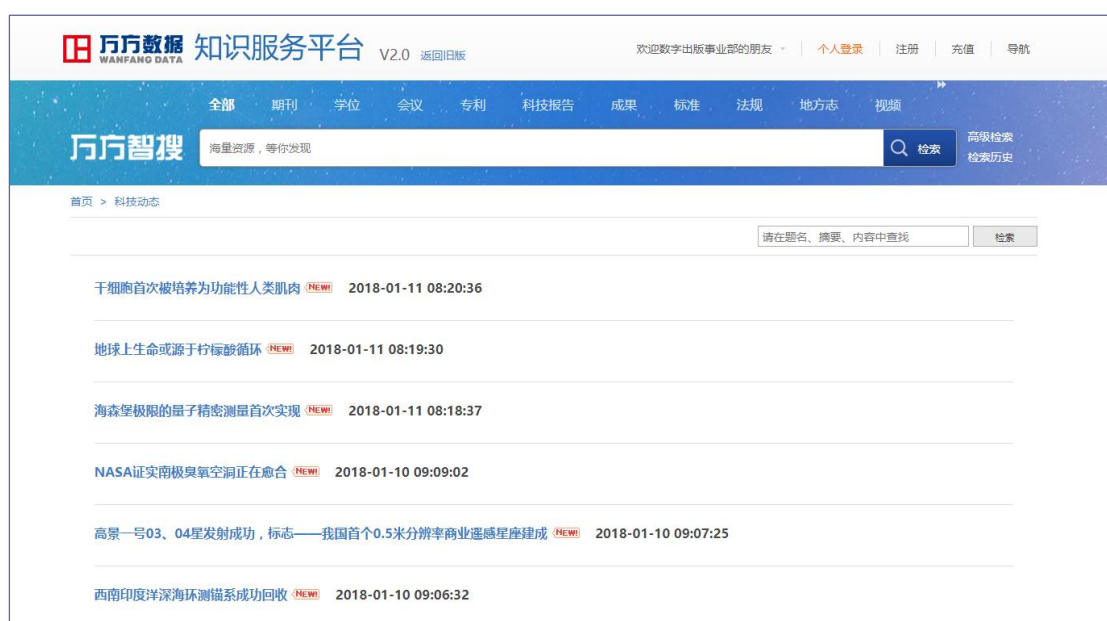 万方数据 WANFANG DATA 知识服务平台 V2.0 返回旧版 欢迎数字出版事业部的朋友 个人登录 注册 充值 导航
全部 期刊 学位 会议 专利 科技报告 成果 标准 法规 地方志 视频
万方智搜 海量资源，等你发现 检索 高级检索
检索历史
首页 > 科技动态
请在题名、摘要、内容中查找 检索
干细胞首次被培养为功能性人类肌肉 NEW! 2018-01-11 08:20:36
地球上生命或源于柠檬酸循环 NEW! 2018-01-11 08:19:30
海森堡极限的量子精密测量首次实现 NEW! 2018-01-11 08:18:37
NASA证实南极臭氧空洞正在愈合 NEW! 2018-01-10 09:09:02
高景一号03、04星发射成功，标志——我国首个0.5米分辨率商业遥感星座建成 NEW! 2018-01-10 09:07:25
西南印度洋深海环测锚系成功回收 NEW! 2018-01-10 09:06:32